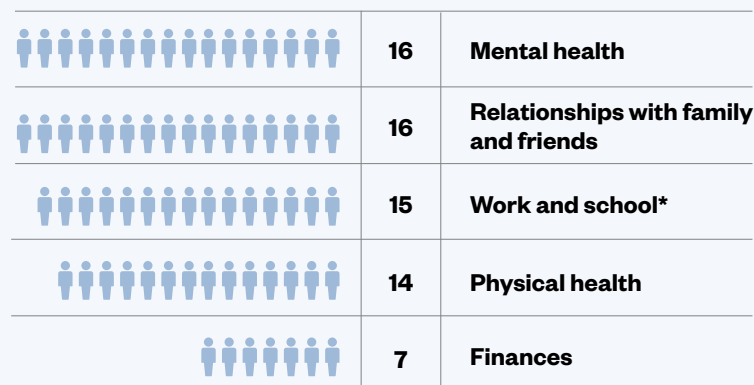 16 Mental health
16 Relationships with family
and friends
15 Work and school*
14 Physical health
7 Finances